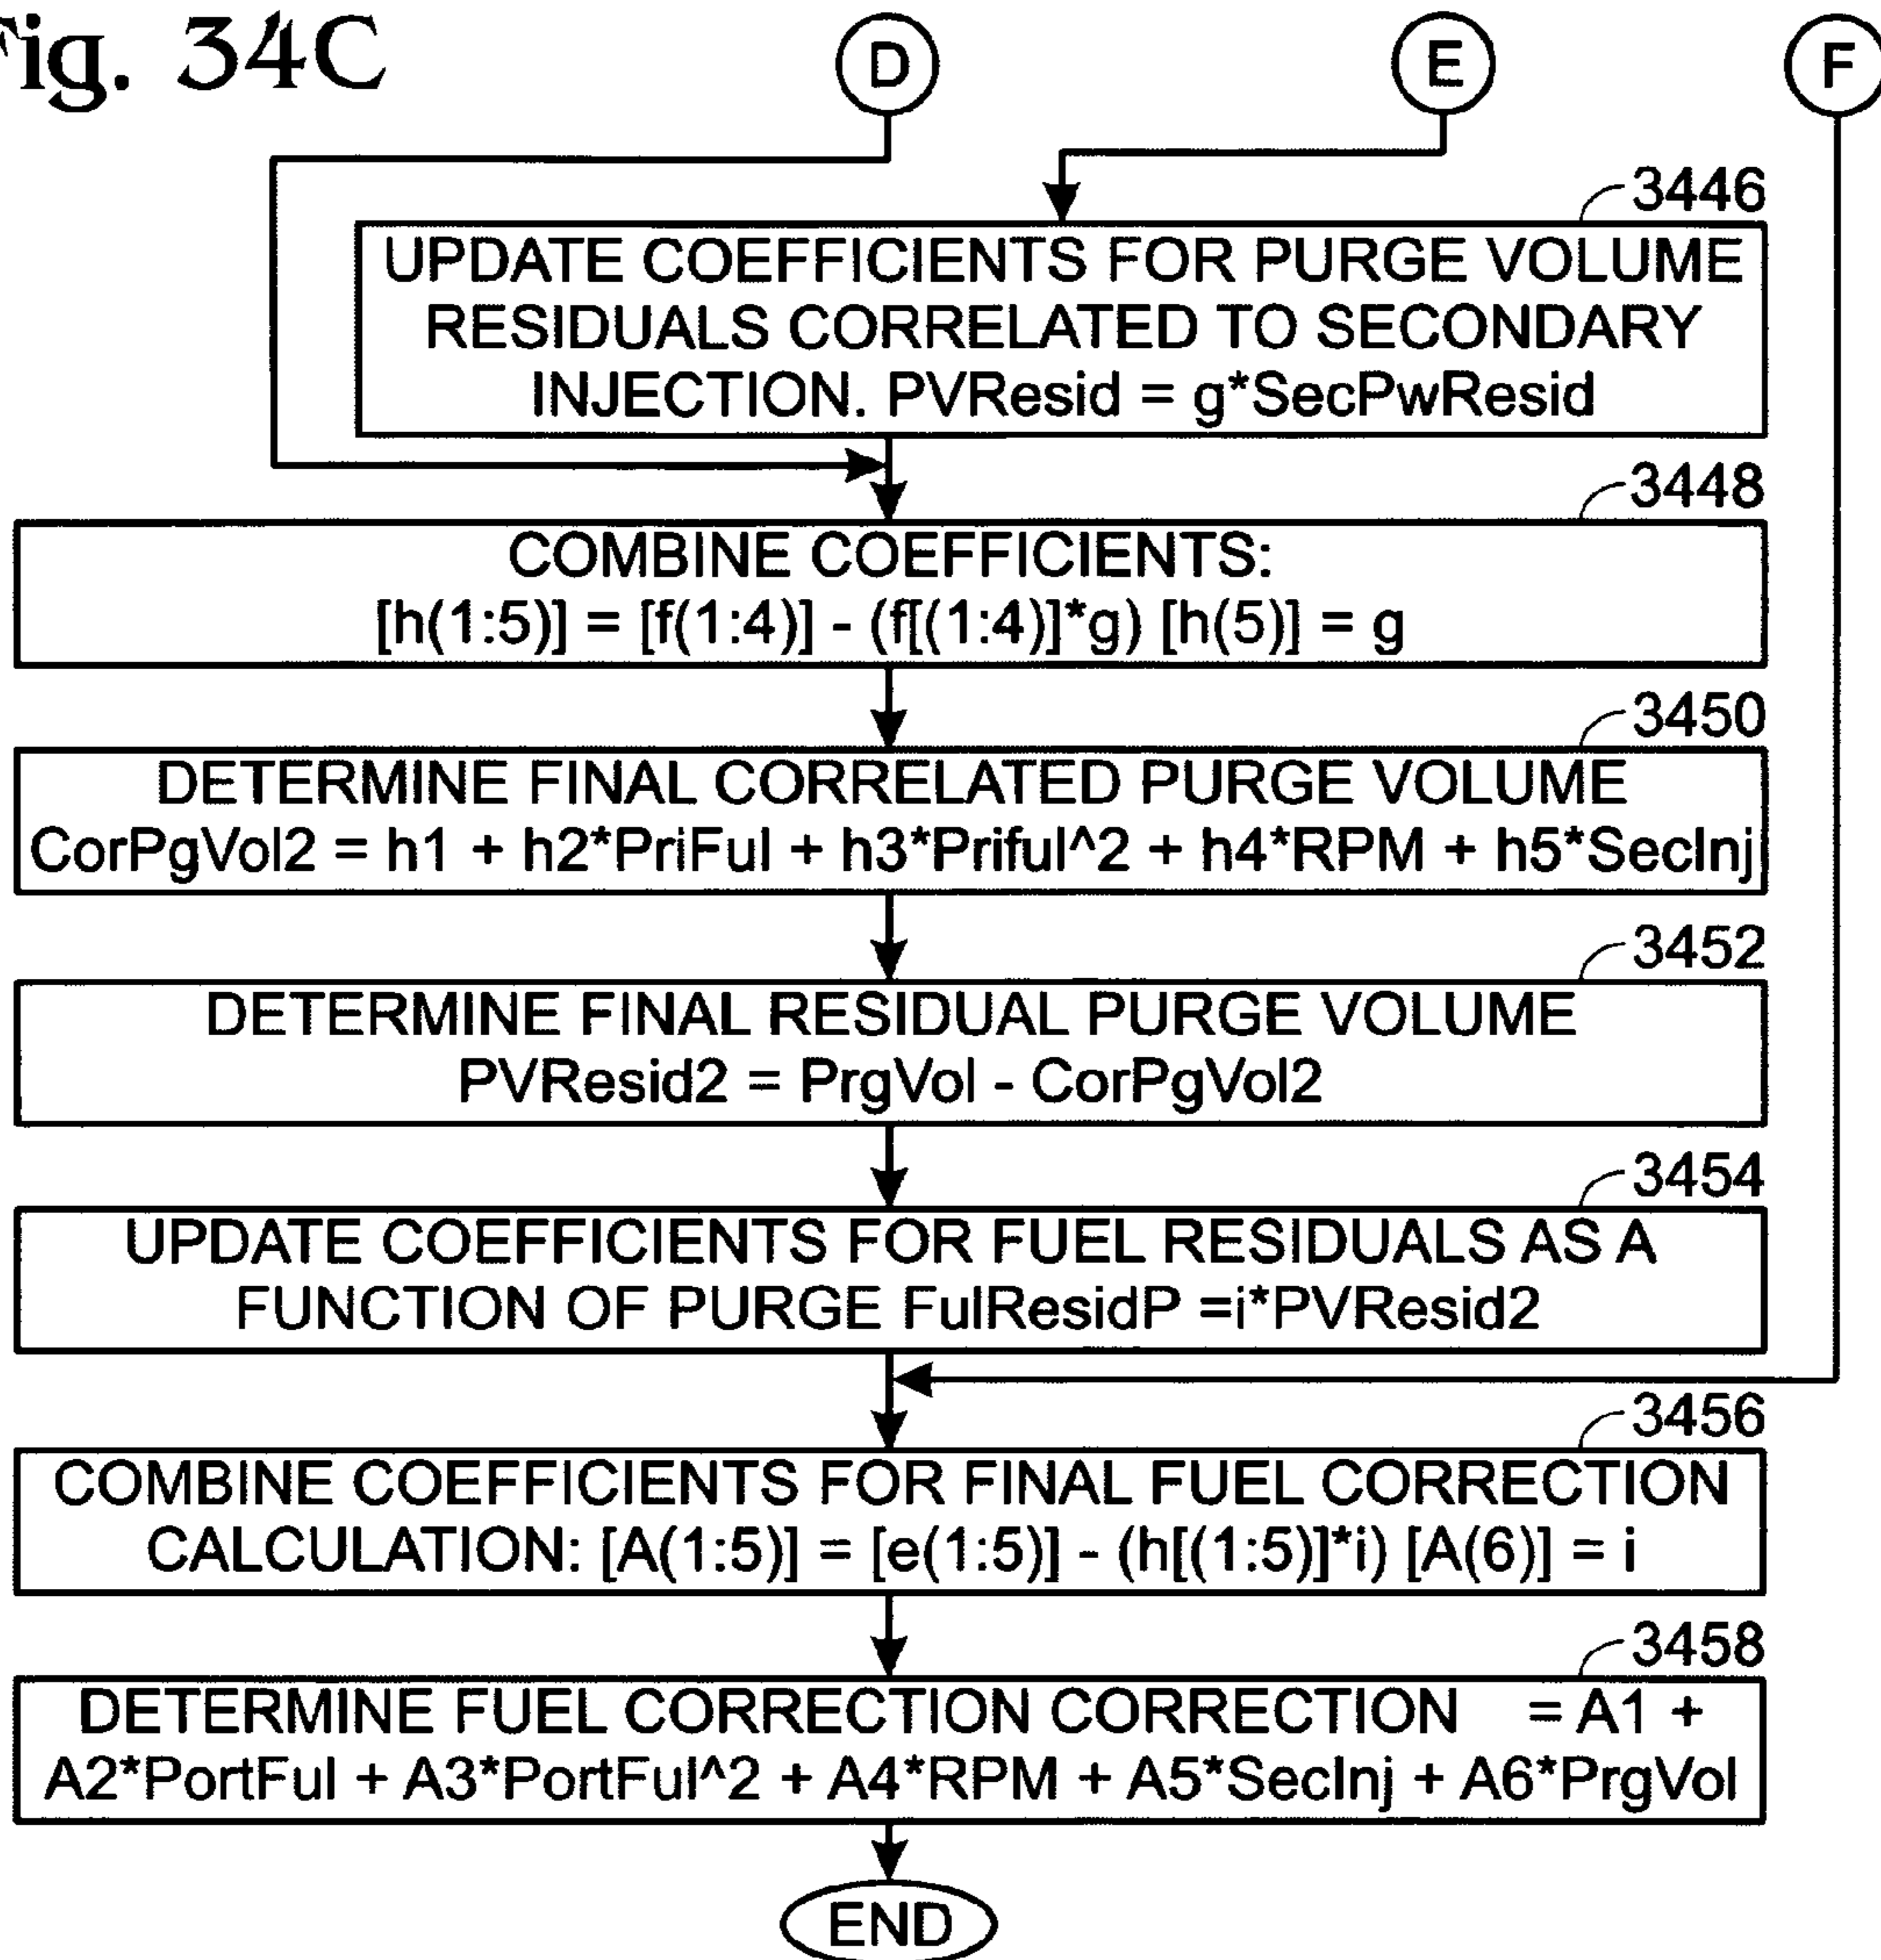 Fig. 34C
D
E
F
3446
UPDATE COEFFICIENTS FOR PURGE VOLUME
RESIDUALS CORRELATED TO SECONDARY
INJECTION. PVResid = g*SecPwResid
3448
COMBINE COEFFICIENTS:
[h(1:5)] = [f(1:4)] - (f[(1:4)]*g) [h(5)] = g
3450
DETERMINE FINAL CORRELATED PURGE VOLUME
CorPgVol2 = h1 + h2*PriFul + h3*Priful^2 + h4*RPM + h5*SecInj
3452
DETERMINE FINAL RESIDUAL PURGE VOLUME
PVResid2 = PrgVol - CorPgVol2
3454
UPDATE COEFFICIENTS FOR FUEL RESIDUALS AS A
FUNCTION OF PURGE FulResidP =i*PVResid2
3456
COMBINE COEFFICIENTS FOR FINAL FUEL CORRECTION
CALCULATION: [A(1:5)] = [e(1:5)] - (h[(1:5)]*i) [A(6)] = i
3458
DETERMINE FUEL CORRECTION CORRECTION = A1 +
A2*PortFul + A3*PortFul^2 + A4*RPM + A5*SecInj + A6*PrgVol
END